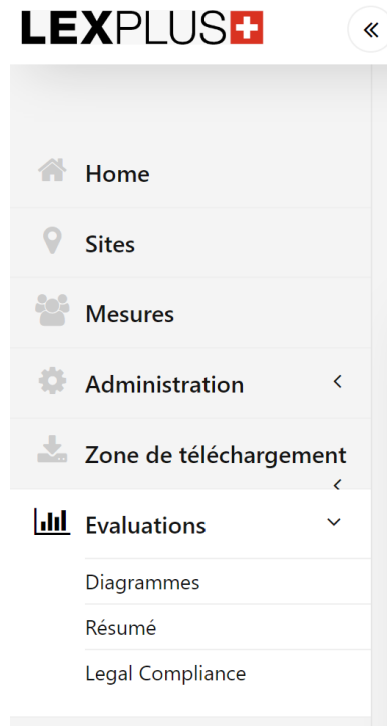 LEXPLUS
Home
Sites
Mesures
Administration
Zone de téléchargement
Evaluations
Diagrammes
Résumé
Legal Compliance